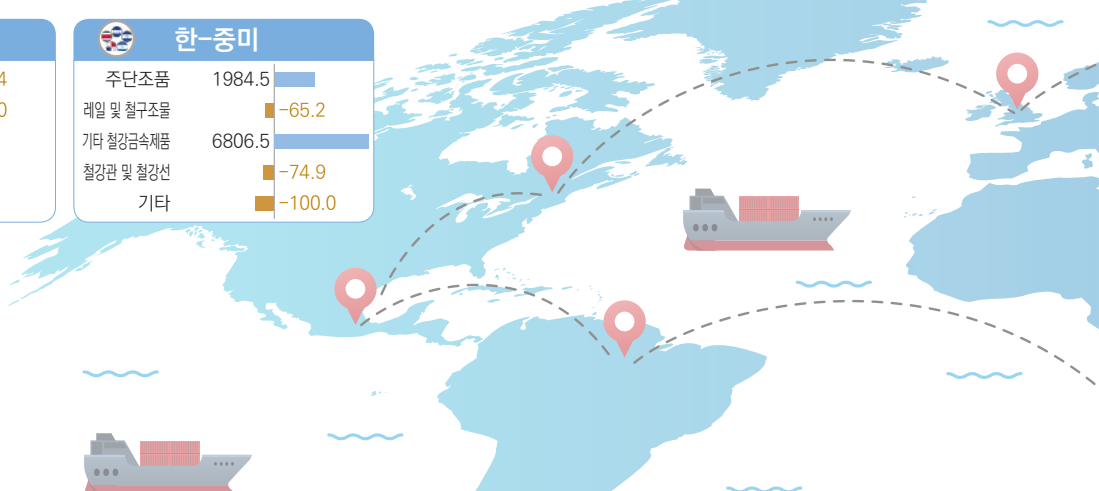 한-중미
4
주단조품 1984.5
0
레일 및 철구조물 -65.2
기타 철강금속제품 6806.5
철강관 및 철강선 -74.9
기타 -100.0